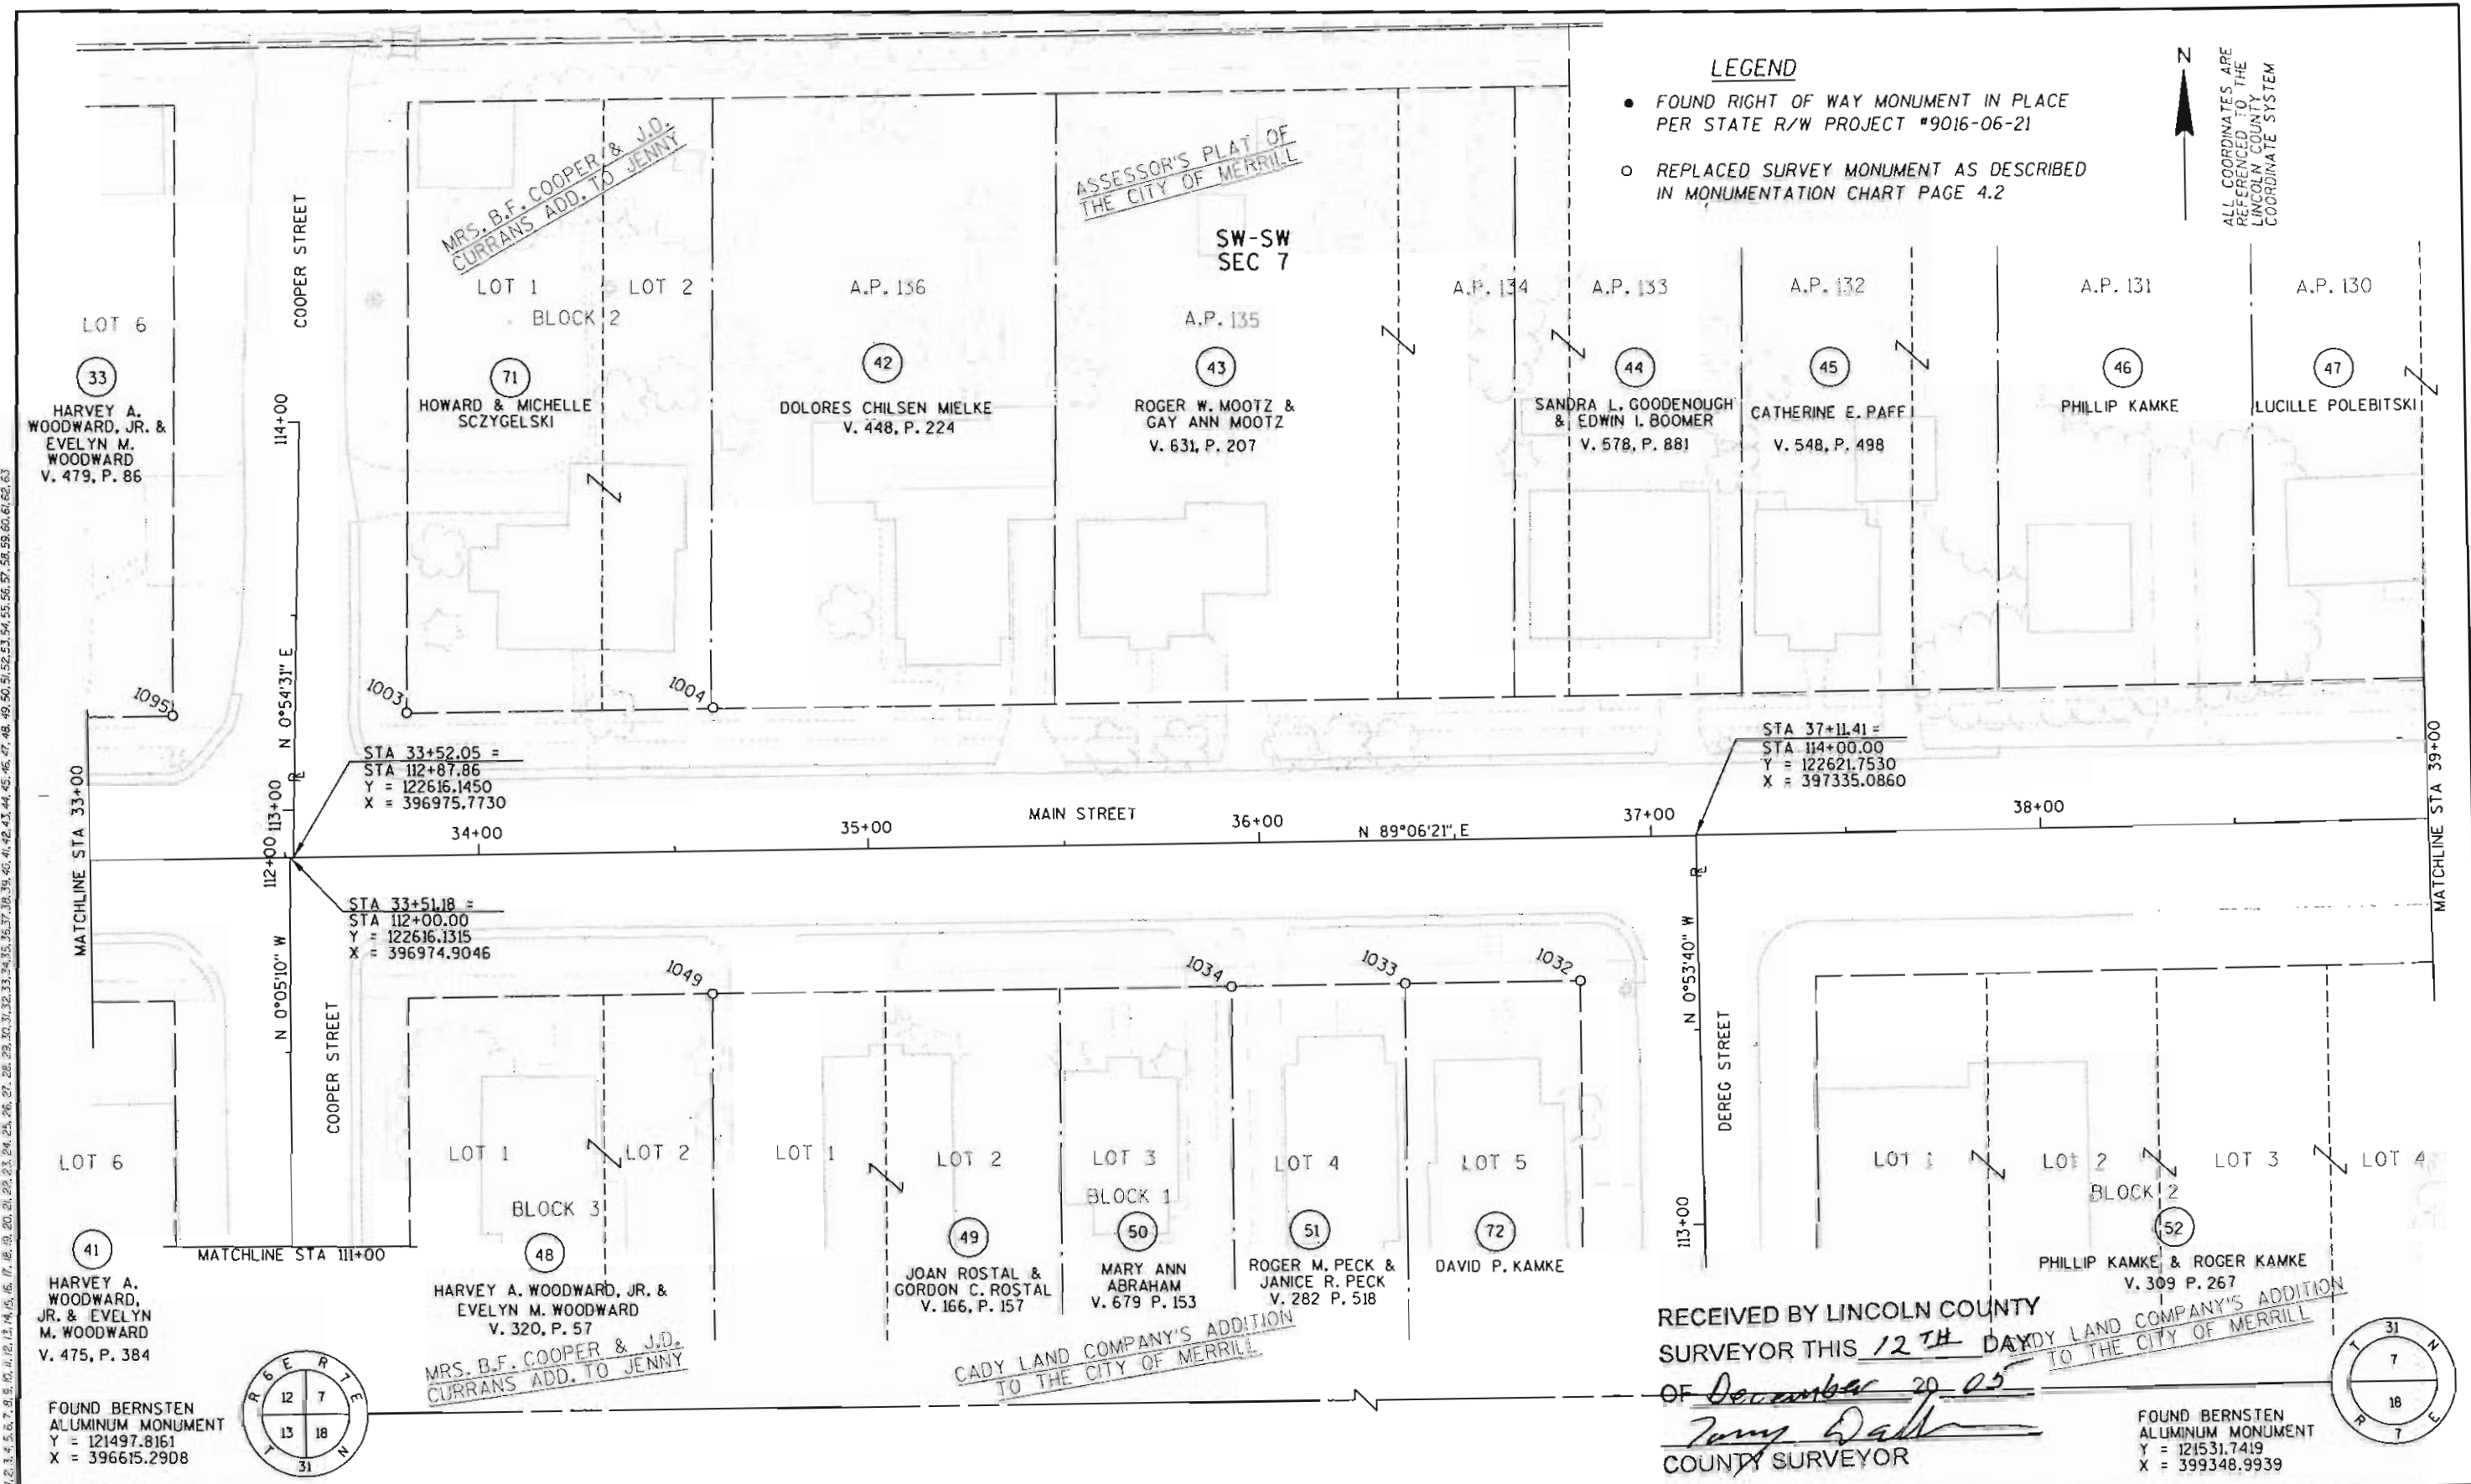 LEGEND
● FOUND RIGHT OF WAY MONUMENT IN PLACE
PER STATE R/W PROJECT #9016-06-21
○ REPLACED SURVEY MONUMENT AS DESCRIBED
IN MONUMENTATION CHART PAGE 4.2
N
ALL COORDINATES ARE
REFERENCED TO THE
LINCOLN COUNTY
COORDINATE SYSTEM
MRS. B.F. COOPER & J.D.
CURRANS ADD. TO JENNY
ASSESSOR'S PLAT OF
THE CITY OF MERRILL
SW-SW
SEC 7
COOPER STREET
LOT 6
33
HARVEY A.
WOODWARD, JR. &
EVELYN M.
WOODWARD
V. 479, P. 86
LOT 1
LOT 2
BLOCK 2
71
HOWARD & MICHELLE
SCZYGELSKI
A.P. 136
42
DOLORES CHILSEN MIELKE
V. 448, P. 224
A.P. 135
43
ROGER W. MOOTZ &
GAY ANN MOOTZ
V. 631, P. 207
A.P. 134
A.P. 133
44
SANDRA L. GOODENOUGH
& EDWIN I. BOOMER
V. 578, P. 881
A.P. 132
45
CATHERINE E. PAFF
V. 548, P. 498
A.P. 131
46
PHILLIP KAMKE
A.P. 130
47
LUCILLE POLEBITSKI
114+00
N 0°54'31" E
113+00
112+00
1095
1003
1004
STA 33+52.05 =
STA 112+87.86
Y = 122616.1450
X = 396975.7730
STA 37+11.41 =
STA 114+00.00
Y = 122621.7530
X = 397335.0860
MATCHLINE STA 33+00
MATCHLINE STA 39+00
34+00
35+00
MAIN STREET
36+00
N 89°06'21" E
37+00
38+00
STA 33+51.18 =
STA 112+00.00
Y = 122616.1315
X = 396974.9046
N 0°05'10" W
COOPER STREET
1049
1034
1033
1032
N 0°53'40" W
DEREG STREET
113+00
LOT 6
41
HARVEY A.
WOODWARD,
JR. & EVELYN
M. WOODWARD
V. 475, P. 384
MATCHLINE STA 111+00
LOT 1
LOT 2
BLOCK 3
48
HARVEY A. WOODWARD, JR. &
EVELYN M. WOODWARD
V. 320, P. 57
MRS. B.F. COOPER & J.D.
CURRANS ADD. TO JENNY
LOT 1
LOT 2
49
JOAN ROSTAL &
GORDON C. ROSTAL
V. 166, P. 157
LOT 3
BLOCK 1
50
MARY ANN
ABRAHAM
V. 679 P. 153
LOT 4
51
ROGER M. PECK &
JANICE R. PECK
V. 282 P. 518
LOT 5
72
DAVID P. KAMKE
CADY LAND COMPANY'S ADDITION
TO THE CITY OF MERRILL
LOT 1
LOT 2
LOT 3
LOT 4
BLOCK 2
52
PHILLIP KAMKE & ROGER KAMKE
V. 309 P. 267
CADY LAND COMPANY'S ADDITION
TO THE CITY OF MERRILL
RECEIVED BY LINCOLN COUNTY
SURVEYOR THIS 12TH DAY
OF December 20 05
Tony Dall
COUNTY SURVEYOR
FOUND BERNSTEN
ALUMINUM MONUMENT
Y = 121497.8161
X = 396615.2908
R 6 E R 7 E
12 7
13 18
T 31 N
FOUND BERNSTEN
ALUMINUM MONUMENT
Y = 121531.7419
X = 399348.9939
T 31 N
7
18
R 7 E